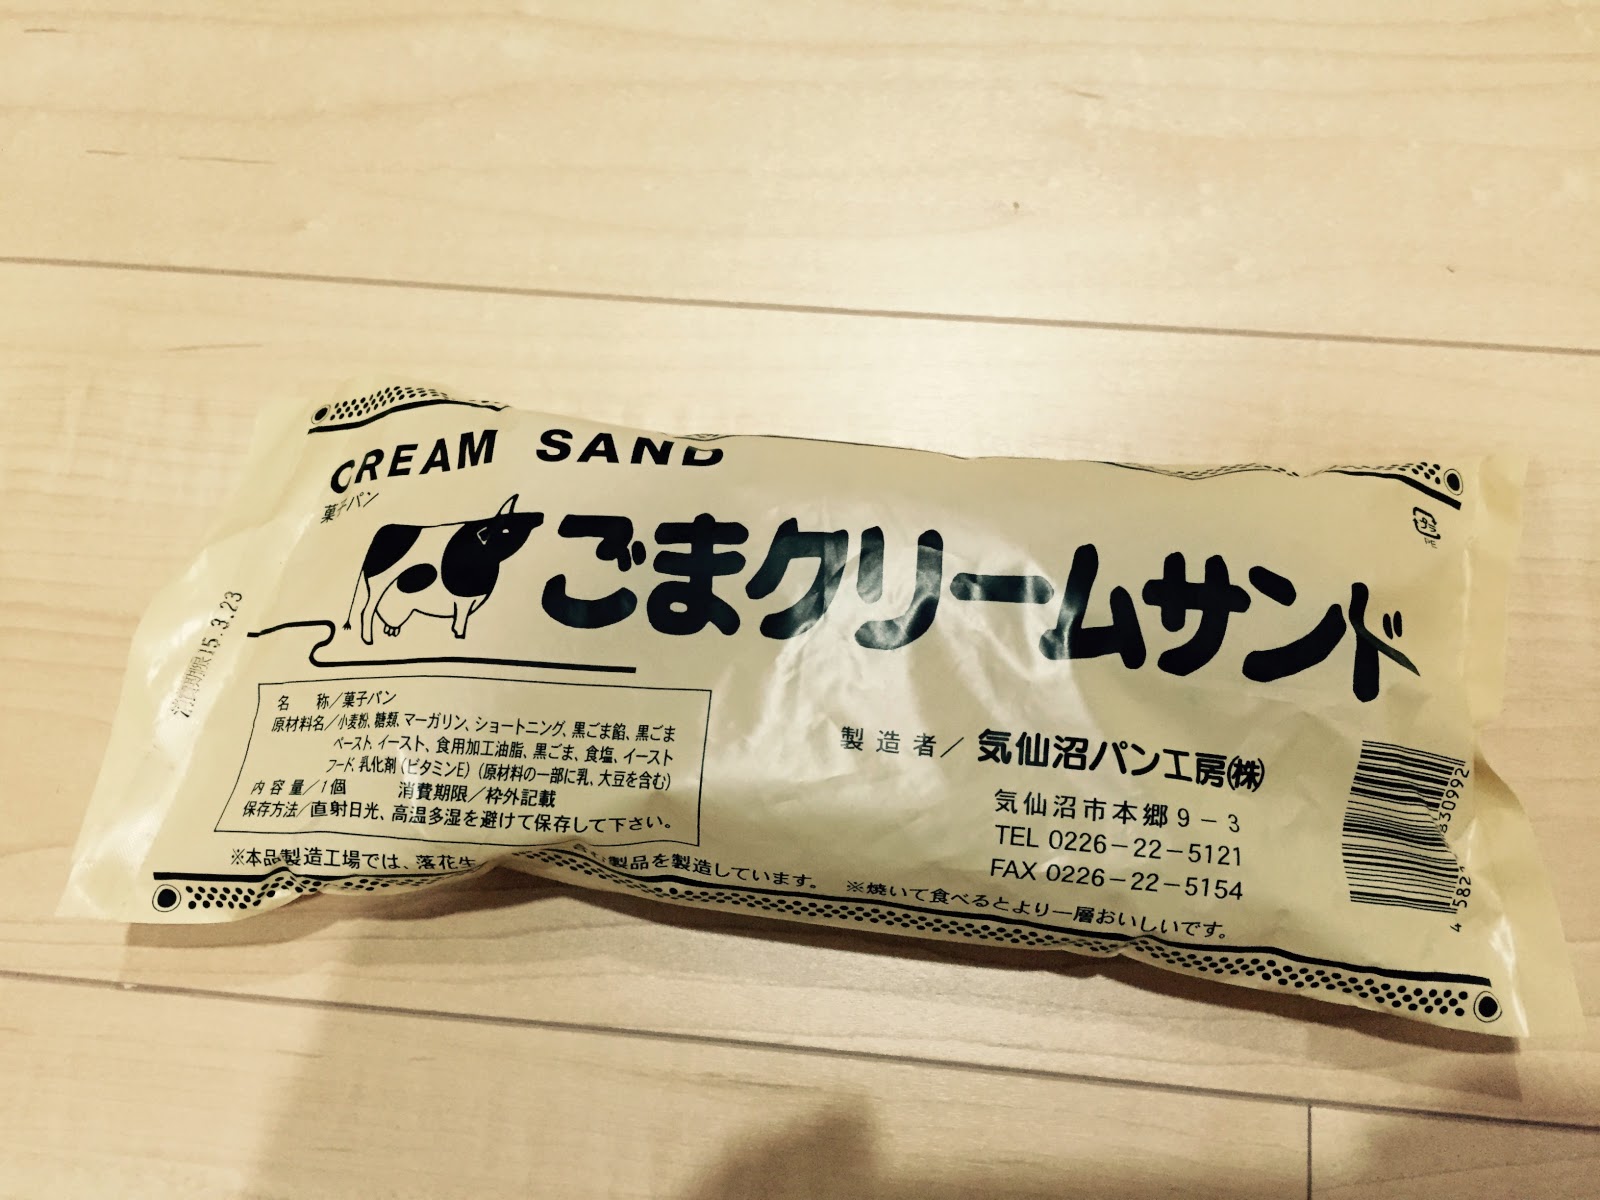 CREAM SAND
菓子パン
ごまクリームサンド
消費期限15.3.23
名 称/菓子パン
原材料名/小麦粉、糖類、マーガリン、ショートニング、黒ごま餡、黒ごま
ペースト、イースト、食用加工油脂、黒ごま、食塩、イースト
フード、乳化剤(ビタミンE)(原材料の一部に乳、大豆を含む)
内容量/1個 消費期限/枠外記載
保存方法/直射日光、高温多湿を避けて保存して下さい。
※本品製造工場では、落花生 製品を製造しています。 ※焼いて食べるとより一層おいしいです。
製造者/気仙沼パン工房㈱
気仙沼市本郷9-3
TEL 0226-22-5121
FAX 0226-22-5154
プラ
PE